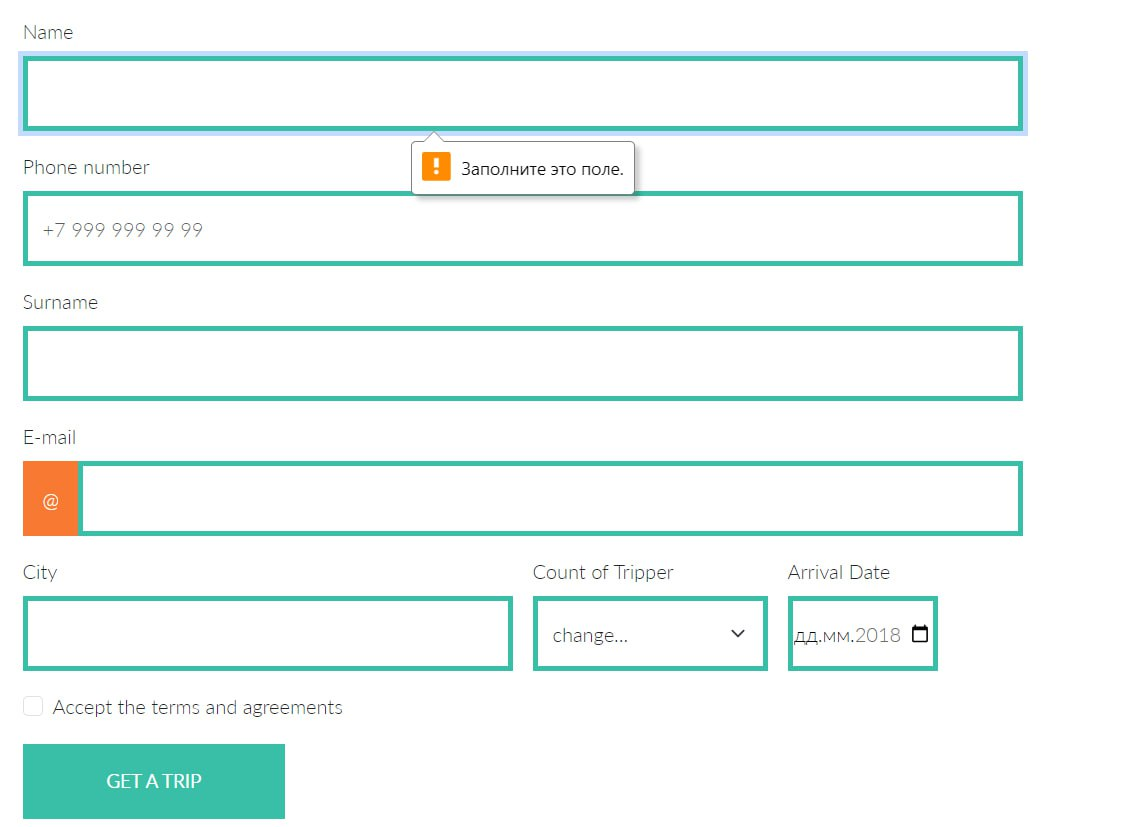 Name
Заполните это поле.
Phone number
+7 999 999 99 99
Surname
E-mail
@
City
Count of Tripper
Arrival Date
change...
дд.мм.2018
Accept the terms and agreements
GET A TRIP